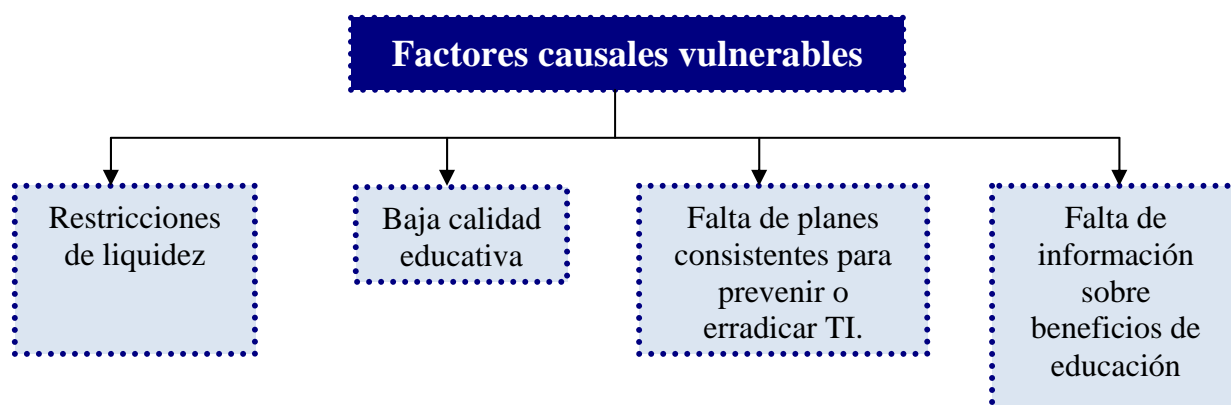 Factores causales vulnerables
Restricciones
de liquidez
Baja calidad
educativa
Falta de planes
consistentes para
prevenir o
erradicar TI.
Falta de
información
sobre
beneficios de
educación